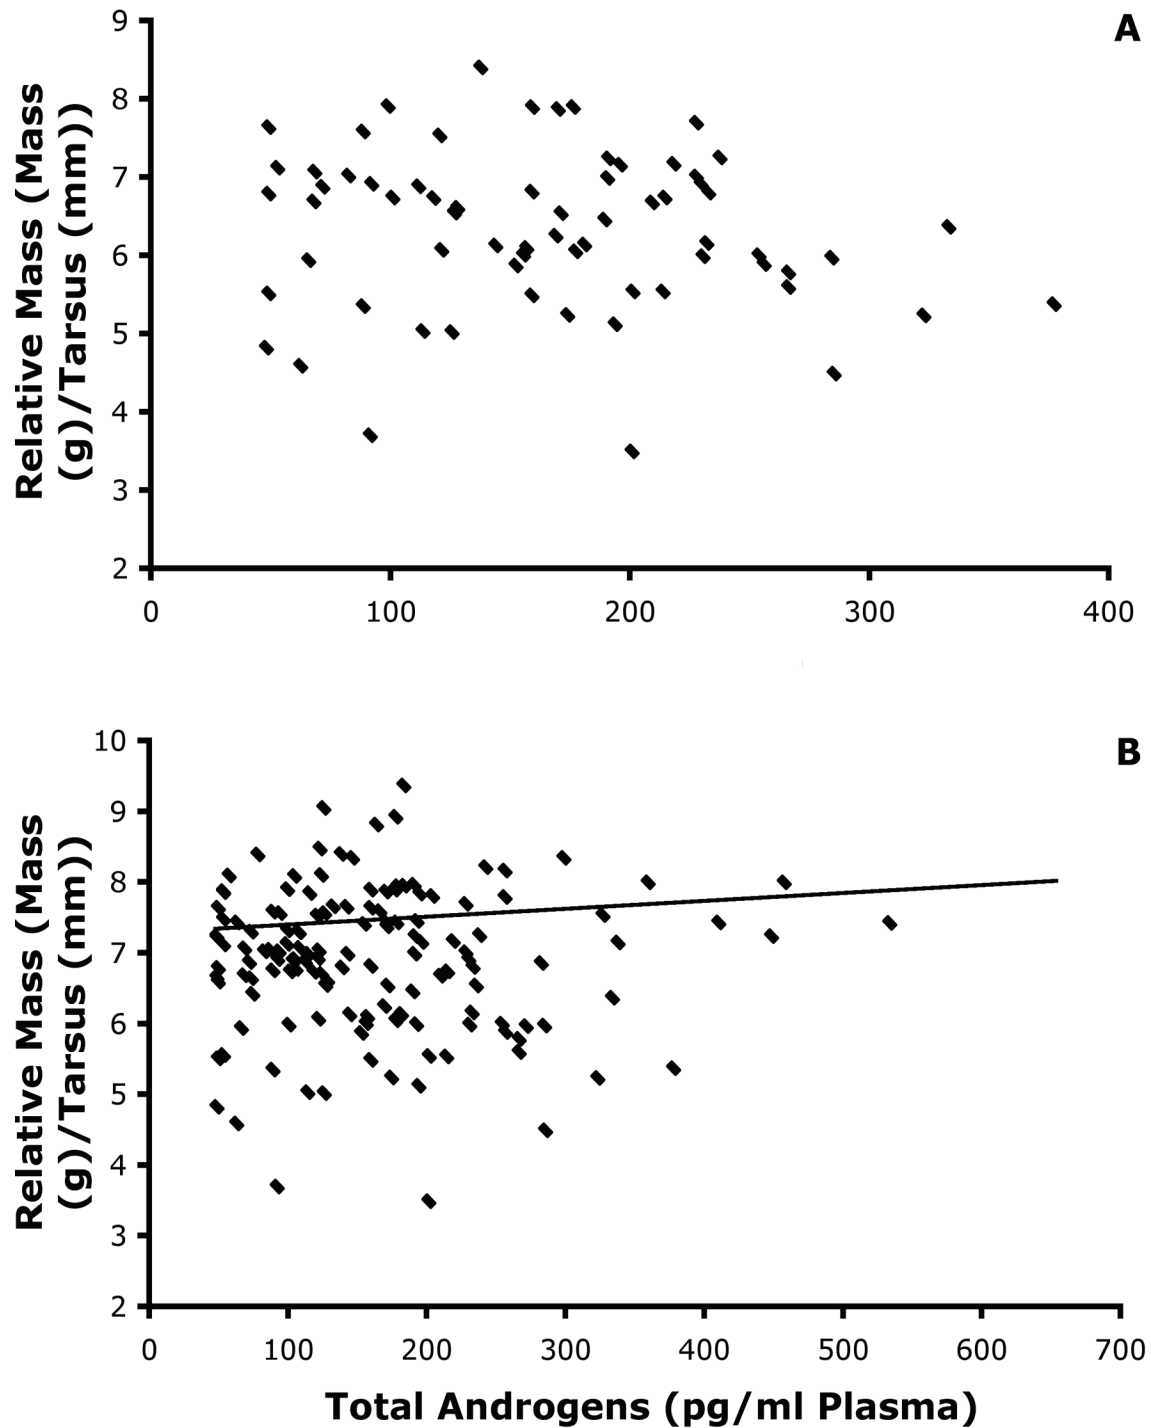 A
9
8
7
6
5
4
3
2
Relative Mass (Mass
(g)/Tarsus (mm))
0 100 200 300 400
B
10
9
8
7
6
5
4
3
2
Relative Mass (Mass
(g)/Tarsus (mm))
0 100 200 300 400 500 600 700
Total Androgens (pg/ml Plasma)